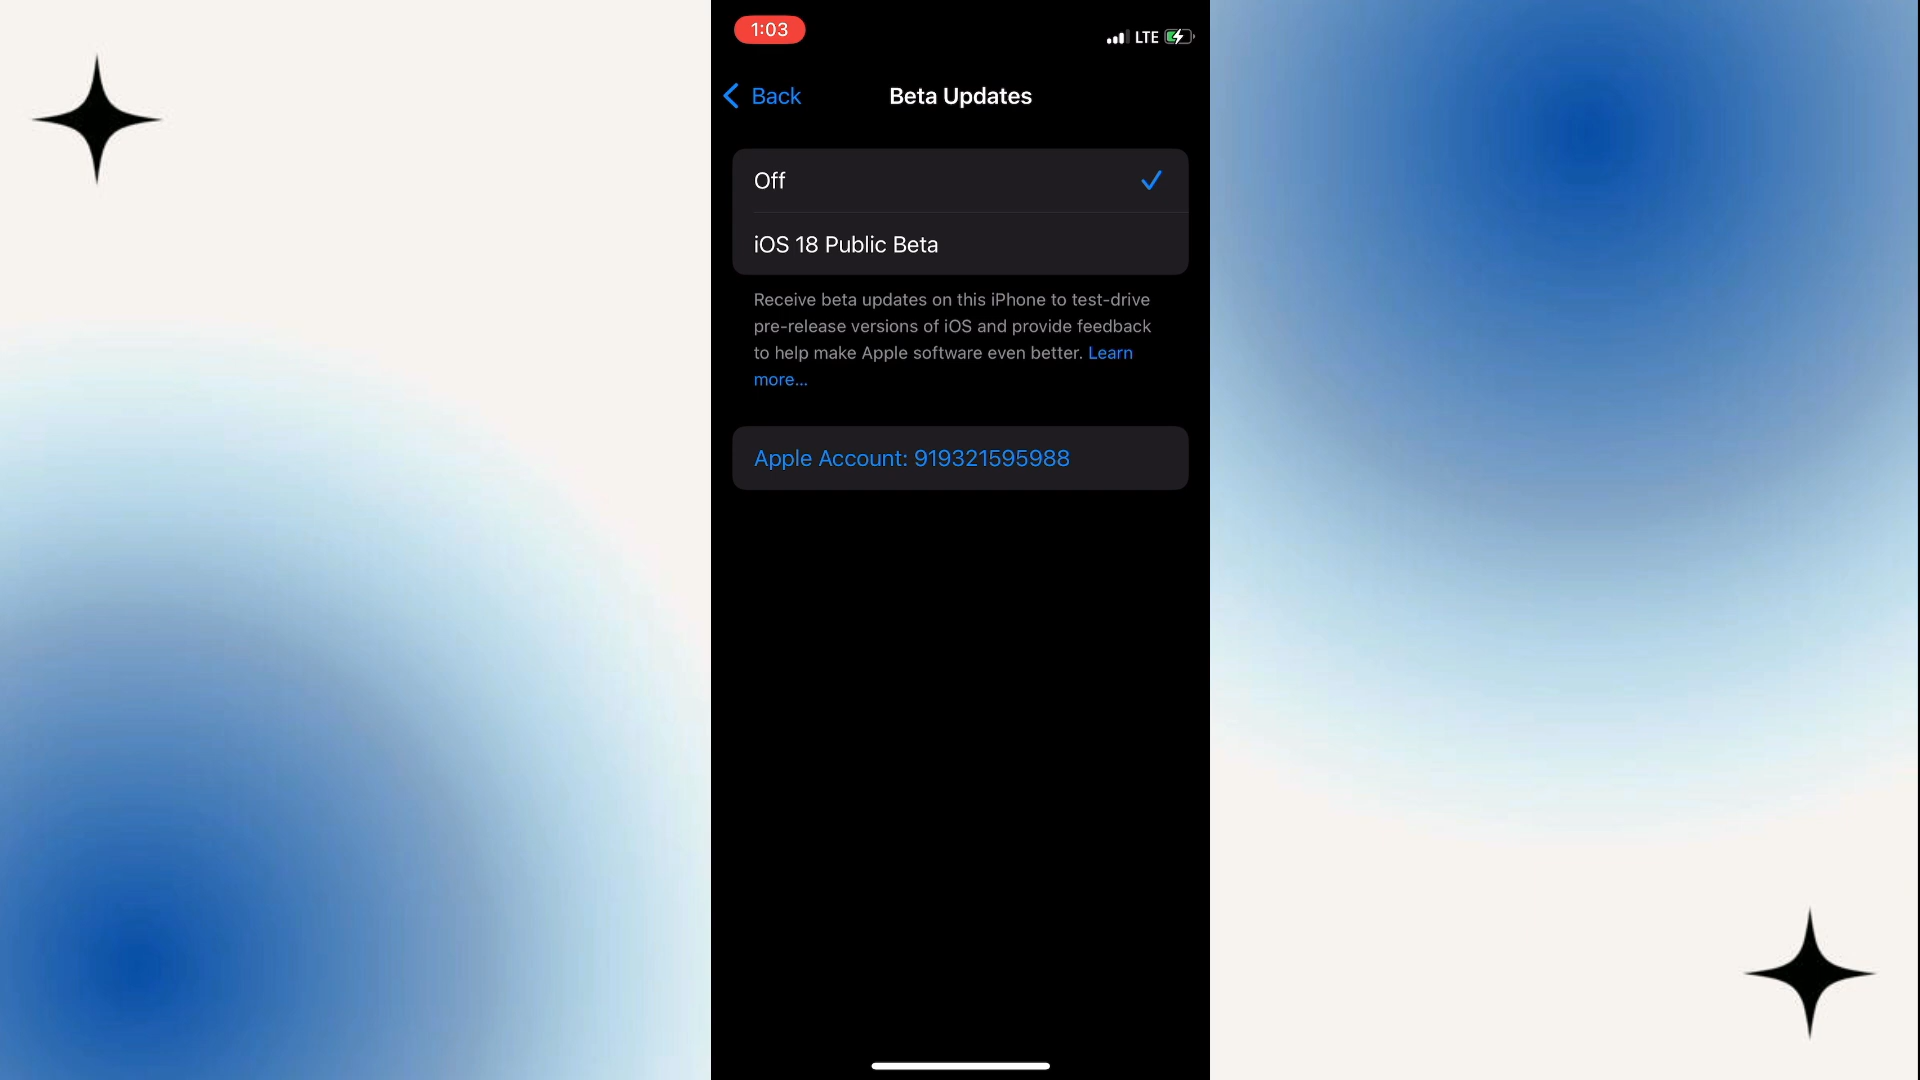 1:03
LTE
Back
Beta Updates
Off
iOS 18 Public Beta
Receive beta updates on this iPhone to test-drive
pre-release versions of iOS and provide feedback
to help make Apple software even better. Learn
more...
Apple Account: 919321595988